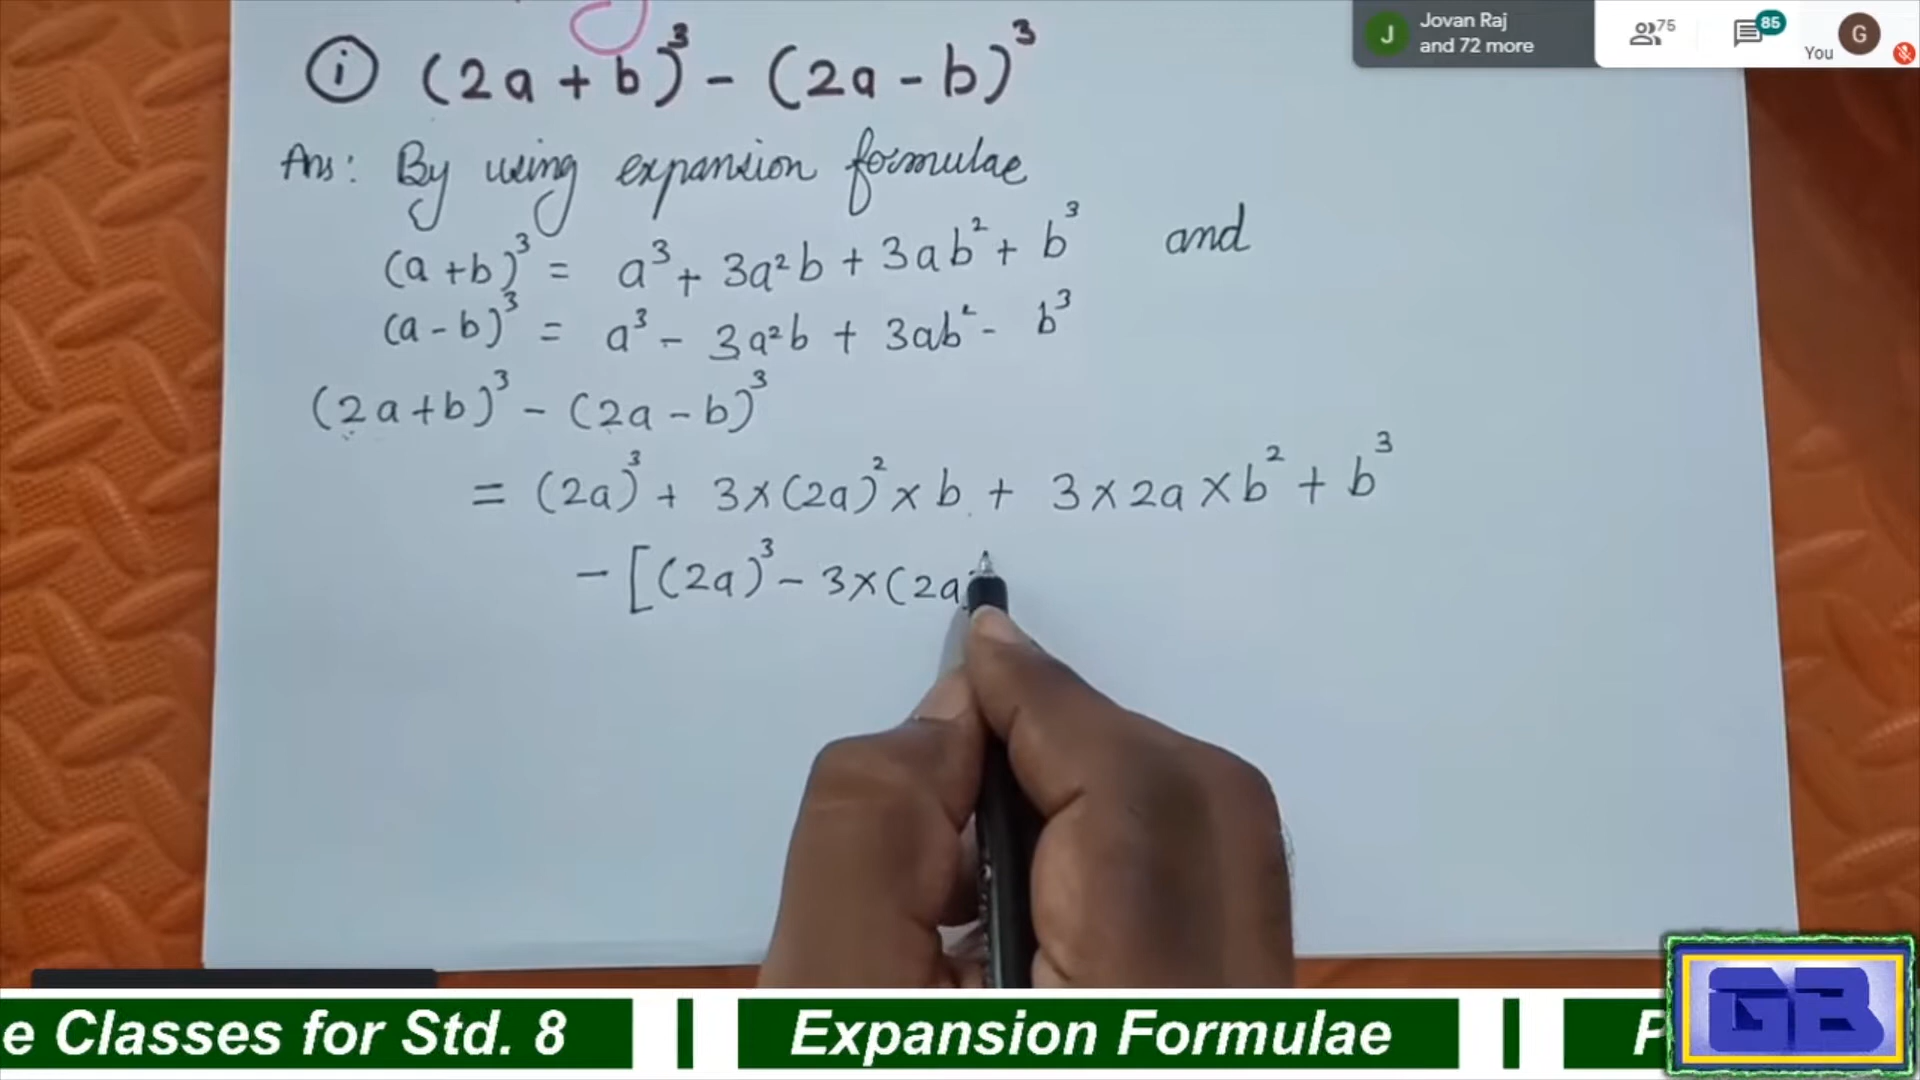 Jovan Raj
and 72 more
J
75
85
You
G
i (2a + b)³ - (2a - b)³
Ans: By using expansion formulae
(a + b)³ = a³ + 3a²b + 3ab² + b³ and
(a - b)³ = a³ - 3a²b + 3ab² - b³
(2a+b)³ - (2a - b)³
= (2a)³ + 3×(2a)²×b + 3×2a×b² + b³
- [(2a)³ - 3×(2a
e Classes for Std. 8 | Expansion Formulae | P
GB